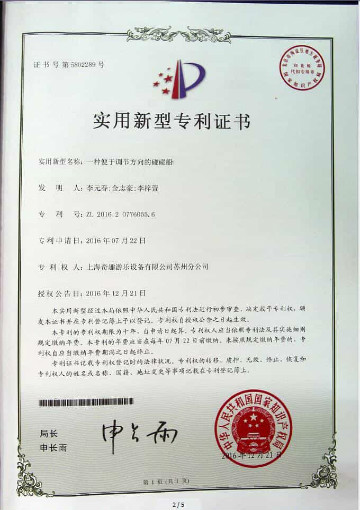 证书号第5802289号
实用新型专利证书
实用新型名称：一种便于调节方向的碰碰船
发 明 人：李元存;仝志豪;李梓萱
专 利 号：ZL 2016 2 0776055.6
专利申请日：2016年07月22日
专 利 权 人：上海希雕游乐设备有限公司苏州分公司
授权公告日：2016年12月21日
本实用新型经过本局依照中华人民共和国专利法进行初步审查，决定授予专利权，颁
发本证书并在专利登记簿上予以登记。专利权自授权公告之日起生效。
本专利的专利权期限为十年，自申请日起算。专利权人应当依照专利法及其实施细则
规定缴纳年费。本专利的年费应当在每年07月22日前缴纳。未按照规定缴纳年费的，专
利权自应当缴纳年费期满之日起终止。
专利证书记载专利权登记时的法律状况。专利权的转移、质押、无效、终止、恢复和
专利权人的姓名或名称、国籍、地址变更等事项记载在专利登记簿上。
局长
申长雨
申长雨
中华人民共和国国家知识产权局
2016年12月21日
第1页(共1页)
2/5